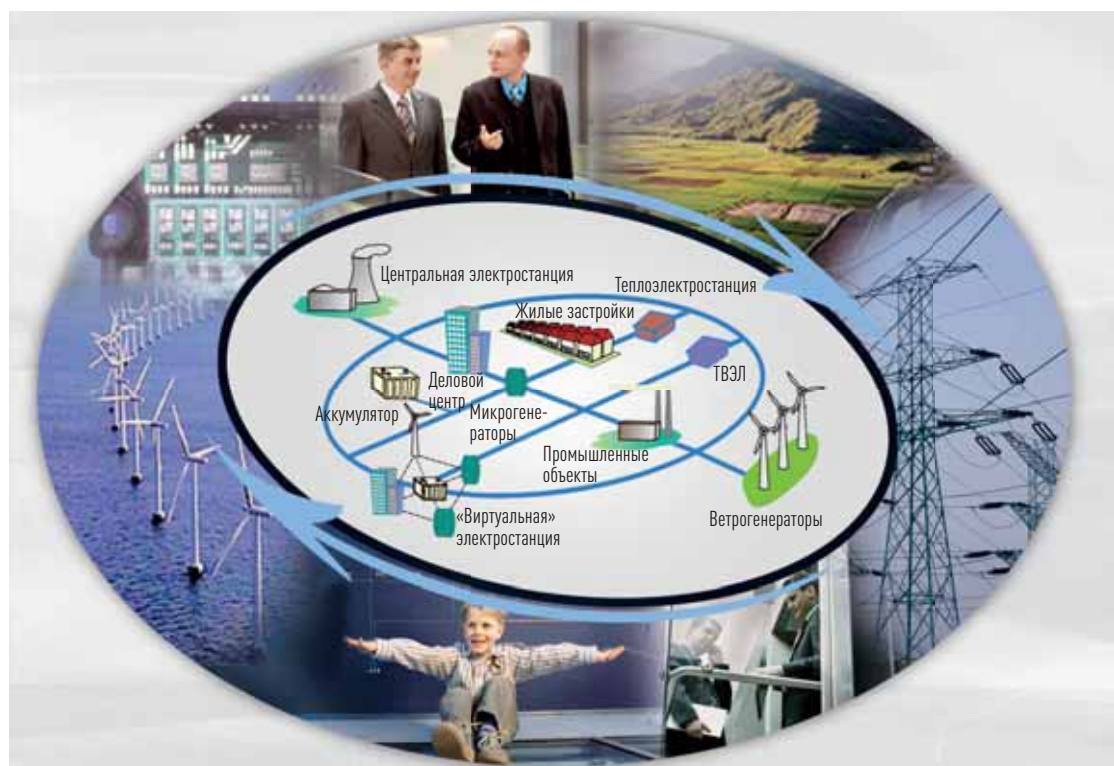 Центральная электростанция
Теплоэлектростанция
Жилые застройки
ТВЭЛ
Деловой
центр
Аккумулятор
Микрогене-
раторы
Промышленные
объекты
Ветрогенераторы
«Виртуальная»
электростанция